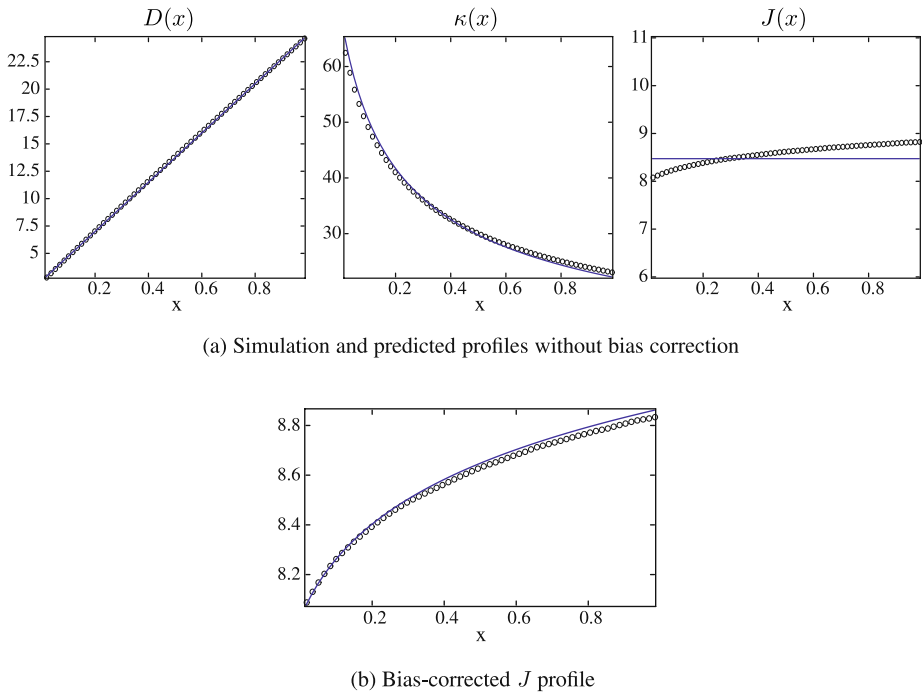 D(x) κ(x) J(x)
22.5
20
17.5
15
12.5
10
7.5
5
0.2 0.4 0.6 0.8
x
60
50
40
30
0.2 0.4 0.6 0.8
x
11
10
9
8
7
6
0.2 0.4 0.6 0.8
x
(a) Simulation and predicted profiles without bias correction
8.8
8.6
8.4
8.2
0.2 0.4 0.6 0.8
x
(b) Bias-corrected J profile